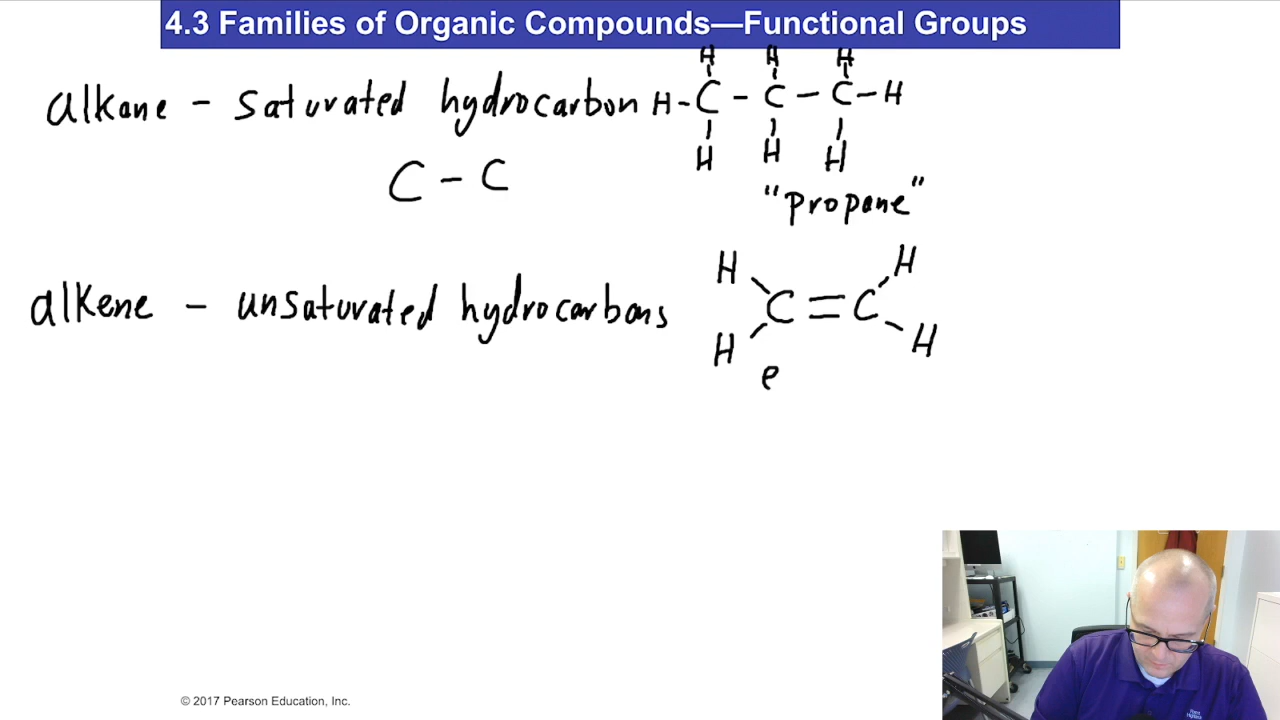 4.3 Families of Organic Compounds—Functional Groups
H H H
alkane - saturated hydrocarbon H-C - C - C-H
H H H
C - C
"propane"
H H
alkene - unsaturated hydrocarbons C=C
H H
e
© 2017 Pearson Education, Inc.